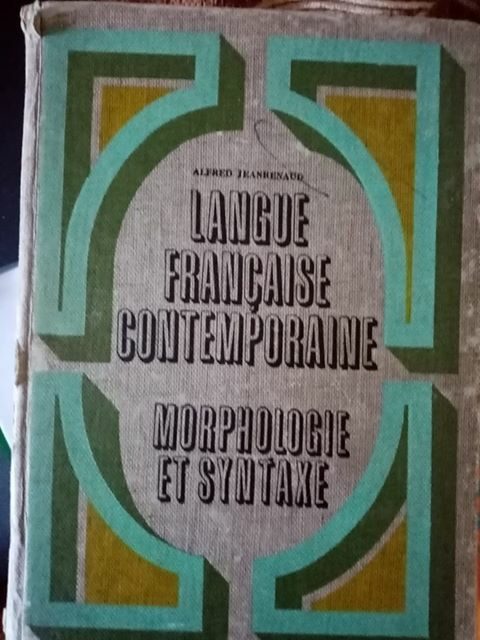 ALFRED JEANRENAUD
LANGUE
FRANÇAISE
CONTEMPORAINE
MORPHOLOGIE
ET SYNTAXE